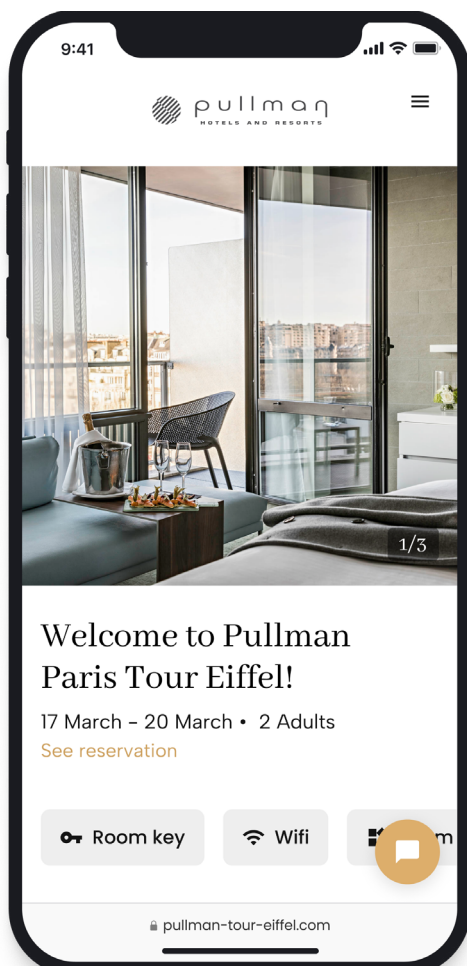 9:41
pullman
HOTELS AND RESORTS
1/3
Welcome to Pullman
Paris Tour Eiffel!
17 March – 20 March • 2 Adults
See reservation
Room key
Wifi
pullman-tour-eiffel.com